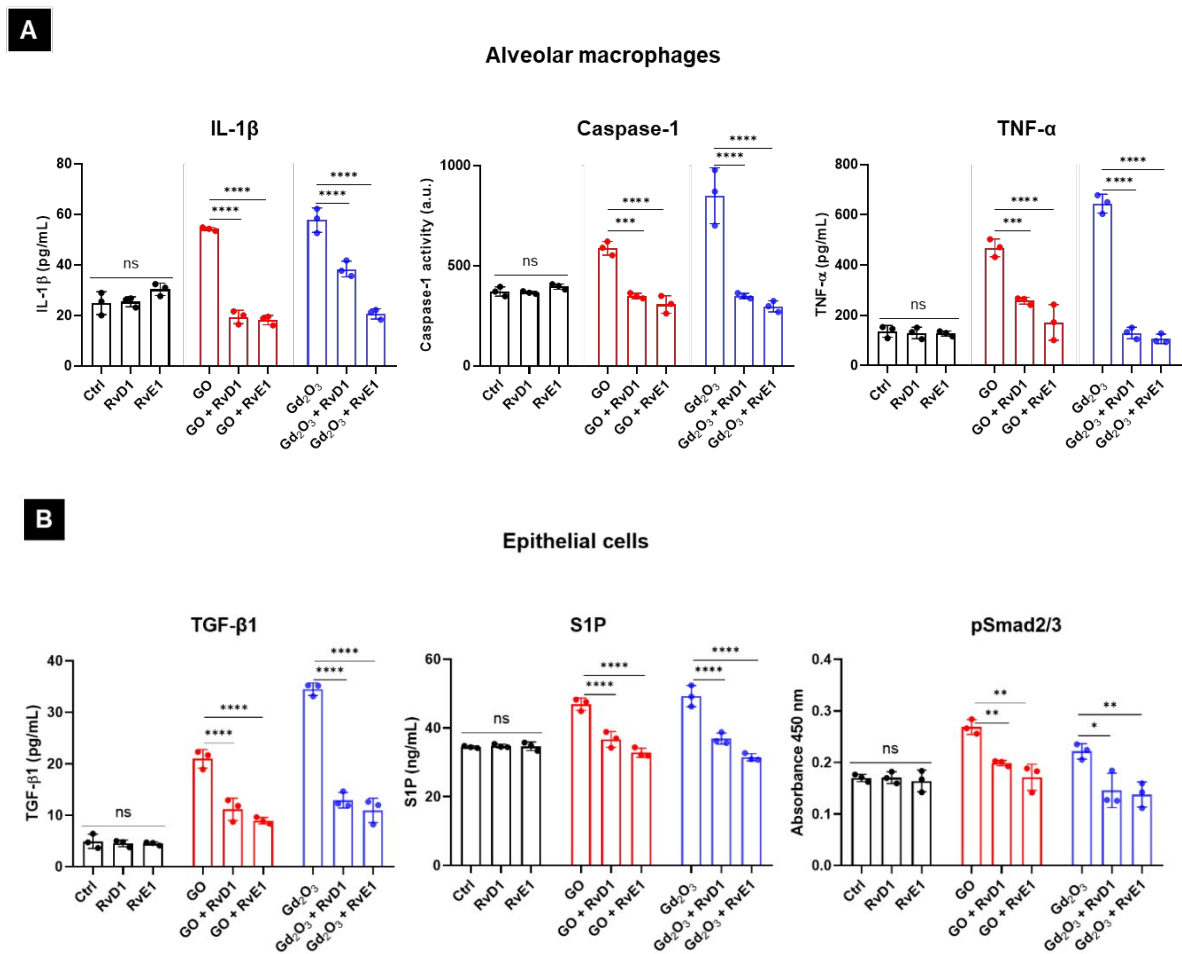 A
Alveolar macrophages
IL-1β
Caspase-1
TNF-α
IL-1β (pg/mL)
80
60
40
20
0
ns
****
****
****
****
Ctrl
RvD1
RvE1
GO
GO + RvD1
GO + RvE1
Gd₂O₃
Gd₂O₃ + RvD1
Gd₂O₃ + RvE1
Caspase-1 activity (a.u.)
1000
500
0
ns
****
***
****
****
Ctrl
RvD1
RvE1
GO
GO + RvD1
GO + RvE1
Gd₂O₃
Gd₂O₃ + RvD1
Gd₂O₃ + RvE1
TNF-α (pg/mL)
800
600
400
200
0
ns
****
***
****
****
Ctrl
RvD1
RvE1
GO
GO + RvD1
GO + RvE1
Gd₂O₃
Gd₂O₃ + RvD1
Gd₂O₃ + RvE1
B
Epithelial cells
TGF-β1
S1P
pSmad2/3
TGF-β1 (pg/mL)
40
30
20
10
0
ns
****
****
****
****
Ctrl
RvD1
RvE1
GO
GO + RvD1
GO + RvE1
Gd₂O₃
Gd₂O₃ + RvD1
Gd₂O₃ + RvE1
S1P (ng/mL)
60
40
20
0
ns
****
****
****
****
Ctrl
RvD1
RvE1
GO
GO + RvD1
GO + RvE1
Gd₂O₃
Gd₂O₃ + RvD1
Gd₂O₃ + RvE1
Absorbance 450 nm
0.4
0.3
0.2
0.1
0.0
ns
**
**
**
*
Ctrl
RvD1
RvE1
GO
GO + RvD1
GO + RvE1
Gd₂O₃
Gd₂O₃ + RvD1
Gd₂O₃ + RvE1